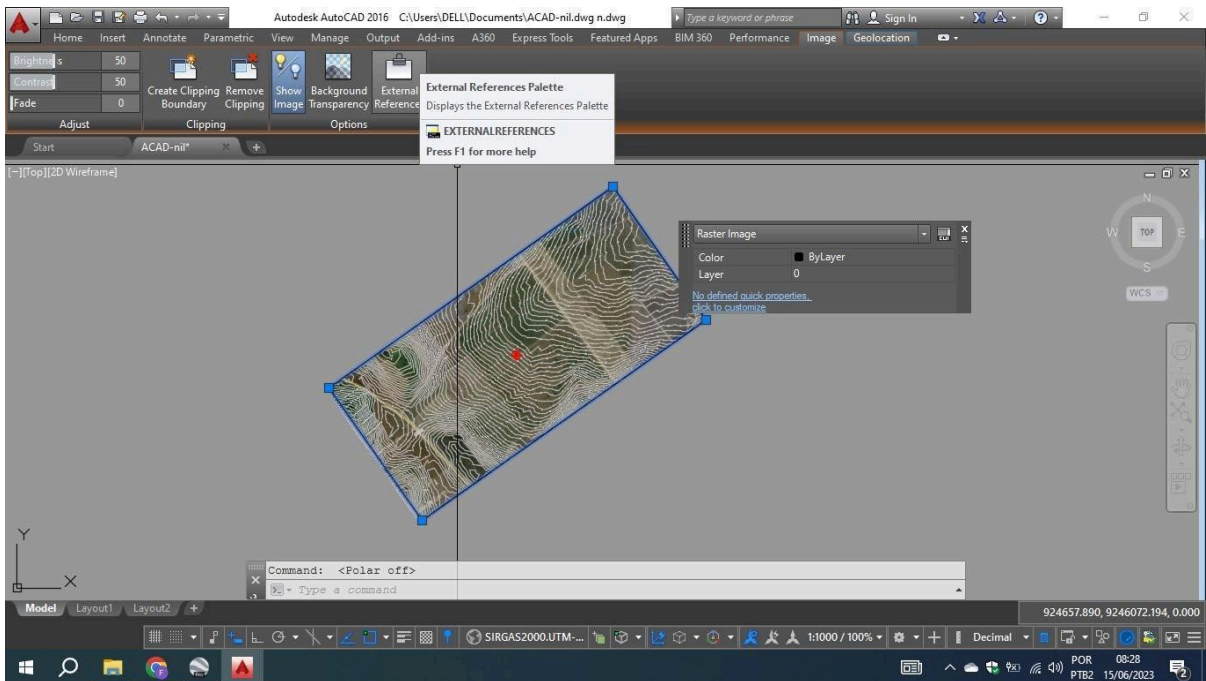 Autodesk AutoCAD 2016 C:\Users\DELL\Documents\ACAD-nil.dwg n.dwg
Type a keyword or phrase
Sign In
Home Insert Annotate Parametric View Manage Output Add-ins A360 Express Tools Featured Apps BIM 360 Performance Image Geolocation
Brightne s 50
Contrast 50
Fade 0
Create Clipping Boundary
Remove Clipping
Show Image
Background Transparency
External Reference
Adjust
Clipping
Options
External References Palette
Displays the External References Palette
EXTERNALREFERENCES
Press F1 for more help
Start
ACAD-nil*
[−][Top][2D Wireframe]
N
W TOP E
S
WCS
Raster Image
Color ByLayer
Layer 0
No defined quick properties,
click to customize
Y
X
Command: <Polar off>
Type a command
Model Layout1 Layout2 +
924657.890, 9246072.194, 0.000
SIRGAS2000.UTM-...
1:1000 / 100%
Decimal
POR
PTB2
08:28
15/06/2023
2